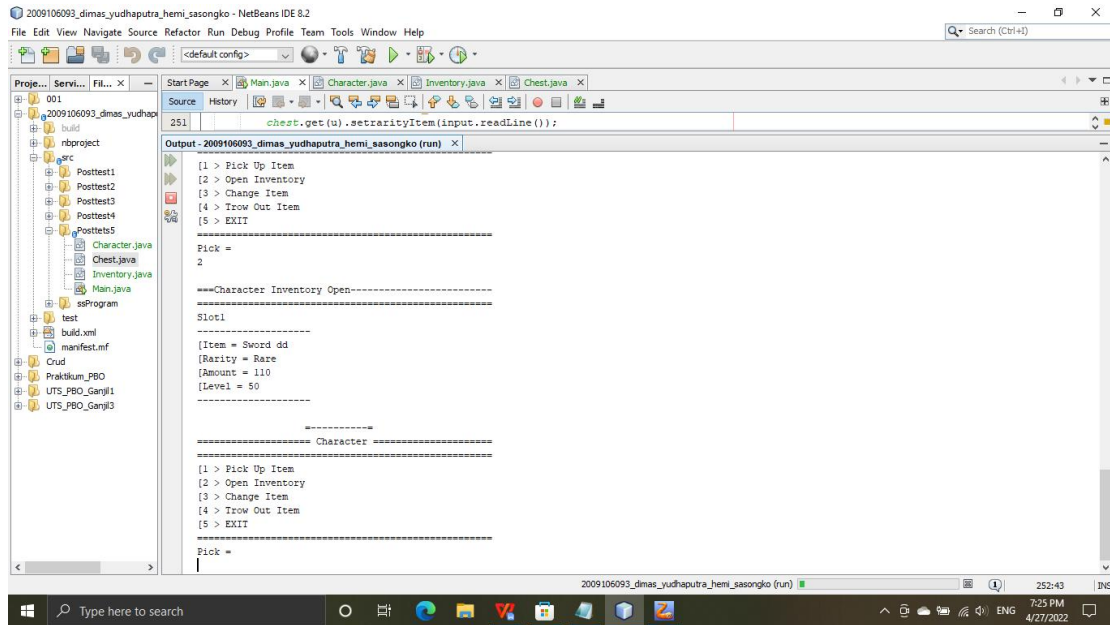 2009106093_dimas_yudhaputra_hemi_sasongko - NetBeans IDE 8.2
File Edit View Navigate Source Refactor Run Debug Profile Team Tools Window Help
Search (Ctrl+I)
<default config>
Proje... Servi... Fil... ×
Start Page × Main.java × Character.java × Inventory.java × Chest.java ×
Source History
251 chest.get(u).setrarityItem(input.readLine());
001
2009106093_dimas_yudhap
build
nbproject
src
Posttest1
Posttest2
Posttest3
Posttest4
Posttets5
Character.java
Chest.java
Inventory.java
Main.java
ssProgram
test
build.xml
manifest.mf
Crud
Praktikum_PBO
UTS_PBO_Ganjil1
UTS_PBO_Ganjil3
Output - 2009106093_dimas_yudhaputra_hemi_sasongko (run) ×
[1 > Pick Up Item
[2 > Open Inventory
[3 > Change Item
[4 > Trow Out Item
[5 > EXIT
====================================================
Pick =
2
===Character Inventory Open-------------------------
====================================================
Slot1
--------------------
[Item = Sword dd
[Rarity = Rare
[Amount = 110
[Level = 50
--------------------
=----------=
==================== Character =====================
====================================================
[1 > Pick Up Item
[2 > Open Inventory
[3 > Change Item
[4 > Trow Out Item
[5 > EXIT
====================================================
Pick =
2009106093_dimas_yudhaputra_hemi_sasongko (run)
1
252:43
INS
Type here to search
ENG
7:25 PM
4/27/2022